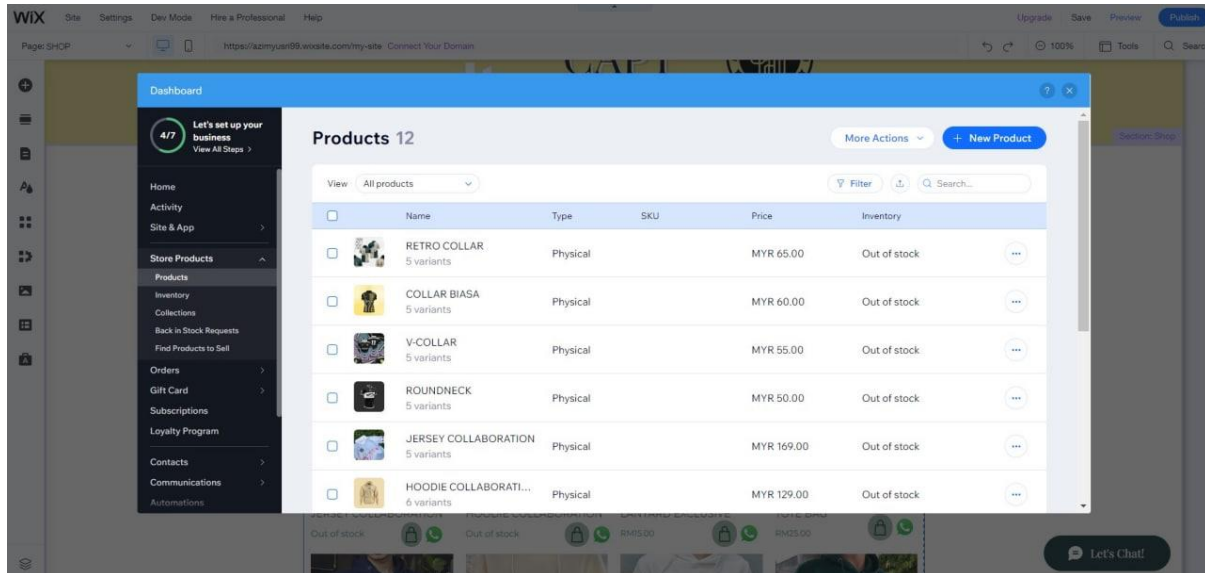 WiX Site Settings Dev Mode Hire a Professional Help Upgrade Save Preview Publish
Page: SHOP https://azimyusri99.wixsite.com/my-site Connect Your Domain 100% Tools Search
Dashboard ?
4/7
Let's set up your
business
View All Steps >
Home
Activity
Site & App
Store Products
Products
Inventory
Collections
Back in Stock Requests
Find Products to Sell
Orders
Gift Card
Subscriptions
Loyalty Program
Contacts
Communications
Automations
Products 12
More Actions
+ New Product
View All products
Filter
Search...
Name Type SKU Price Inventory
RETRO COLLAR
5 variants
Physical MYR 65.00 Out of stock
COLLAR BIASA
5 variants
Physical MYR 60.00 Out of stock
V-COLLAR
5 variants
Physical MYR 55.00 Out of stock
ROUNDNECK
5 variants
Physical MYR 50.00 Out of stock
JERSEY COLLABORATION
5 variants
Physical MYR 169.00 Out of stock
HOODIE COLLABORATI...
6 variants
Physical MYR 129.00 Out of stock
Section: Shop
JERSEY COLLABORATION HOODIE COLLABORATION LANYARD EXCLUSIVE TOTE BAG
Out of stock Out of stock RM15.00 RM25.00
Let's Chat!